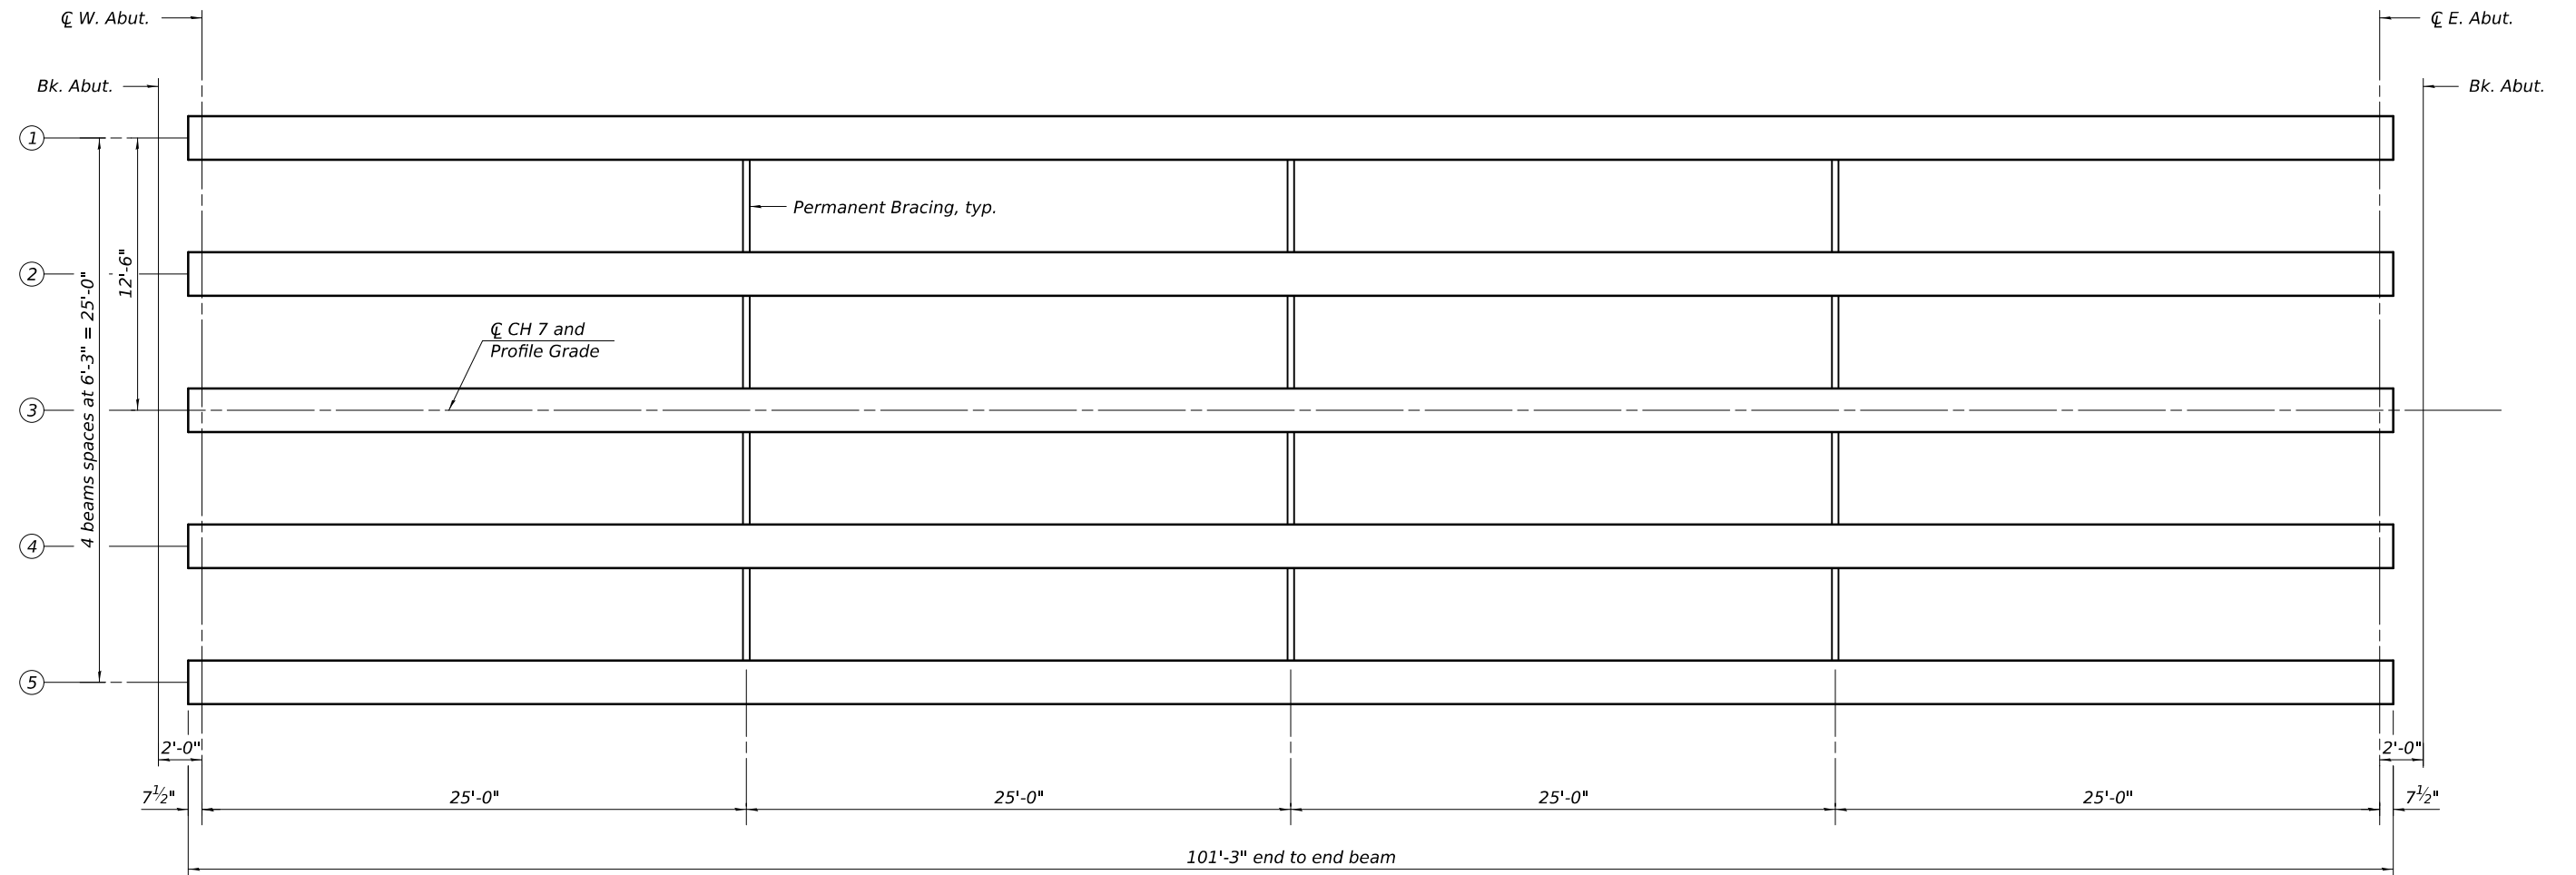 ℄ W. Abut.
℄ E. Abut.
Bk. Abut.
Bk. Abut.
1
Permanent Bracing, typ.
2
12'-6"
4 beams spaces at 6'-3" = 25'-0"
℄ CH 7 and
Profile Grade
3
4
5
2'-0"
2'-0"
7½"
25'-0"
25'-0"
25'-0"
25'-0"
7½"
101'-3" end to end beam